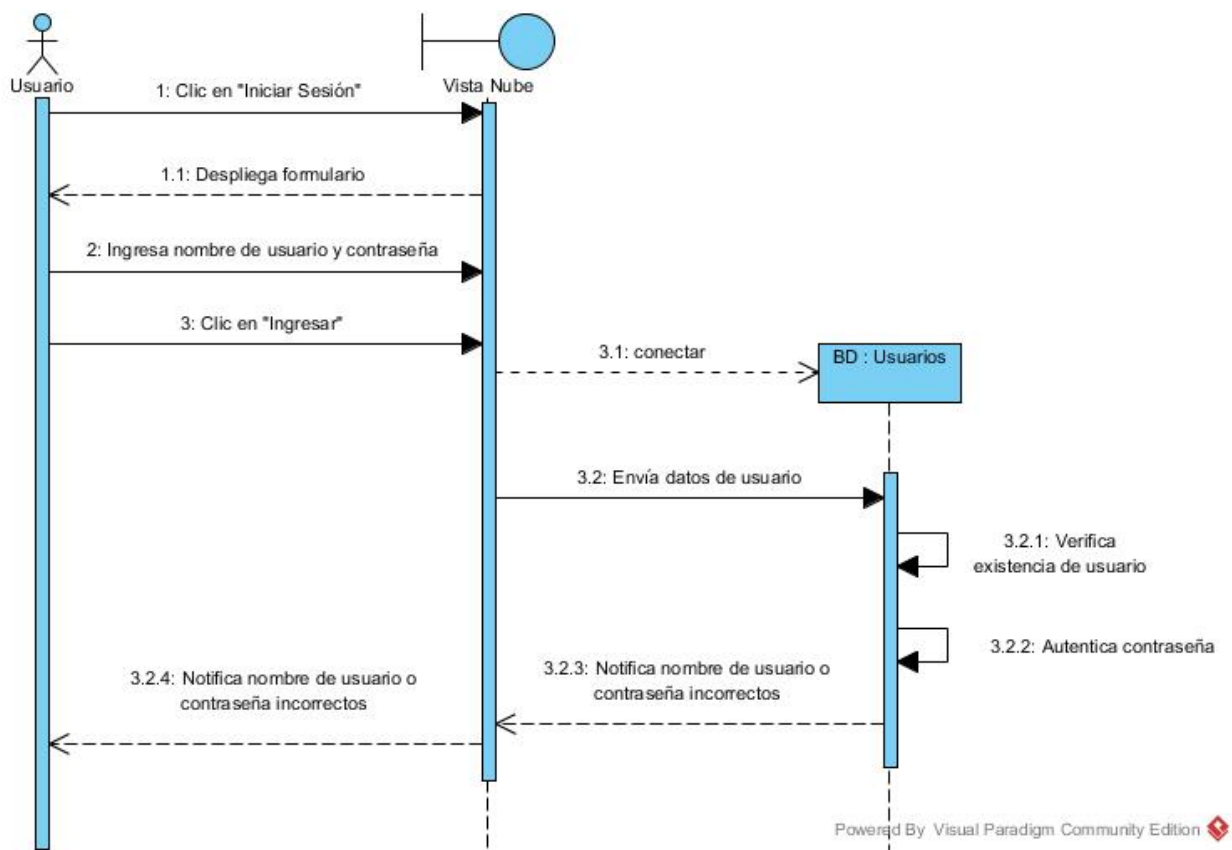 Usuario
Vista Nube
1: Clic en "Iniciar Sesión"
1.1: Despliega formulario
2: Ingresa nombre de usuario y contraseña
3: Clic en "Ingresar"
3.1: conectar
BD : Usuarios
3.2: Envía datos de usuario
3.2.1: Verifica
existencia de usuario
3.2.2: Autentica contraseña
3.2.3: Notifica nombre de usuario o
contraseña incorrectos
3.2.4: Notifica nombre de usuario o
contraseña incorrectos
Powered By Visual Paradigm Community Edition